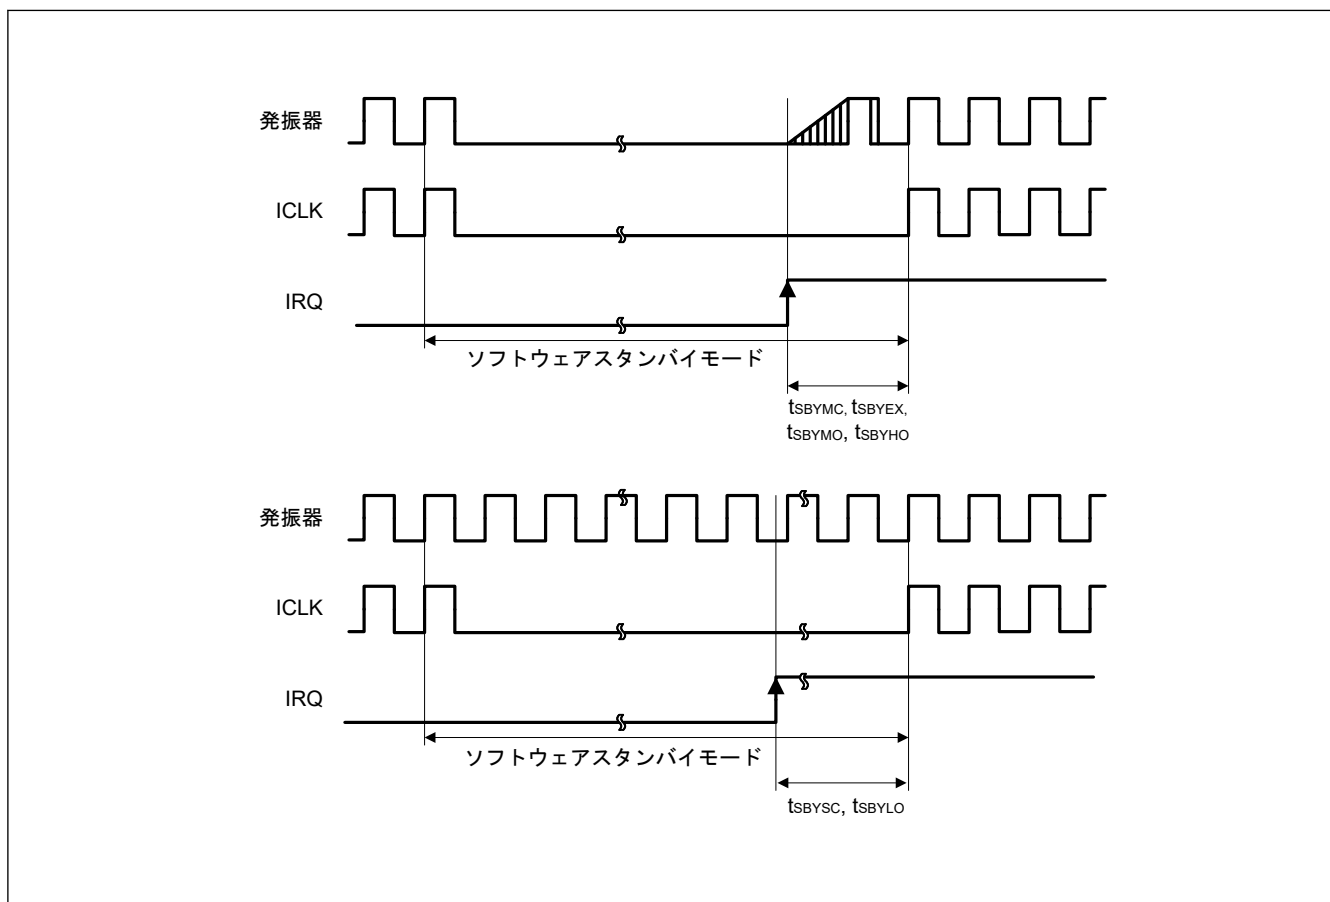 発振器
ICLK
IRQ
ソフトウェアスタンバイモード
tSBYMC, tSBYEX,
tSBYMO, tSBYHO
発振器
ICLK
IRQ
ソフトウェアスタンバイモード
tSBYSC, tSBYLO